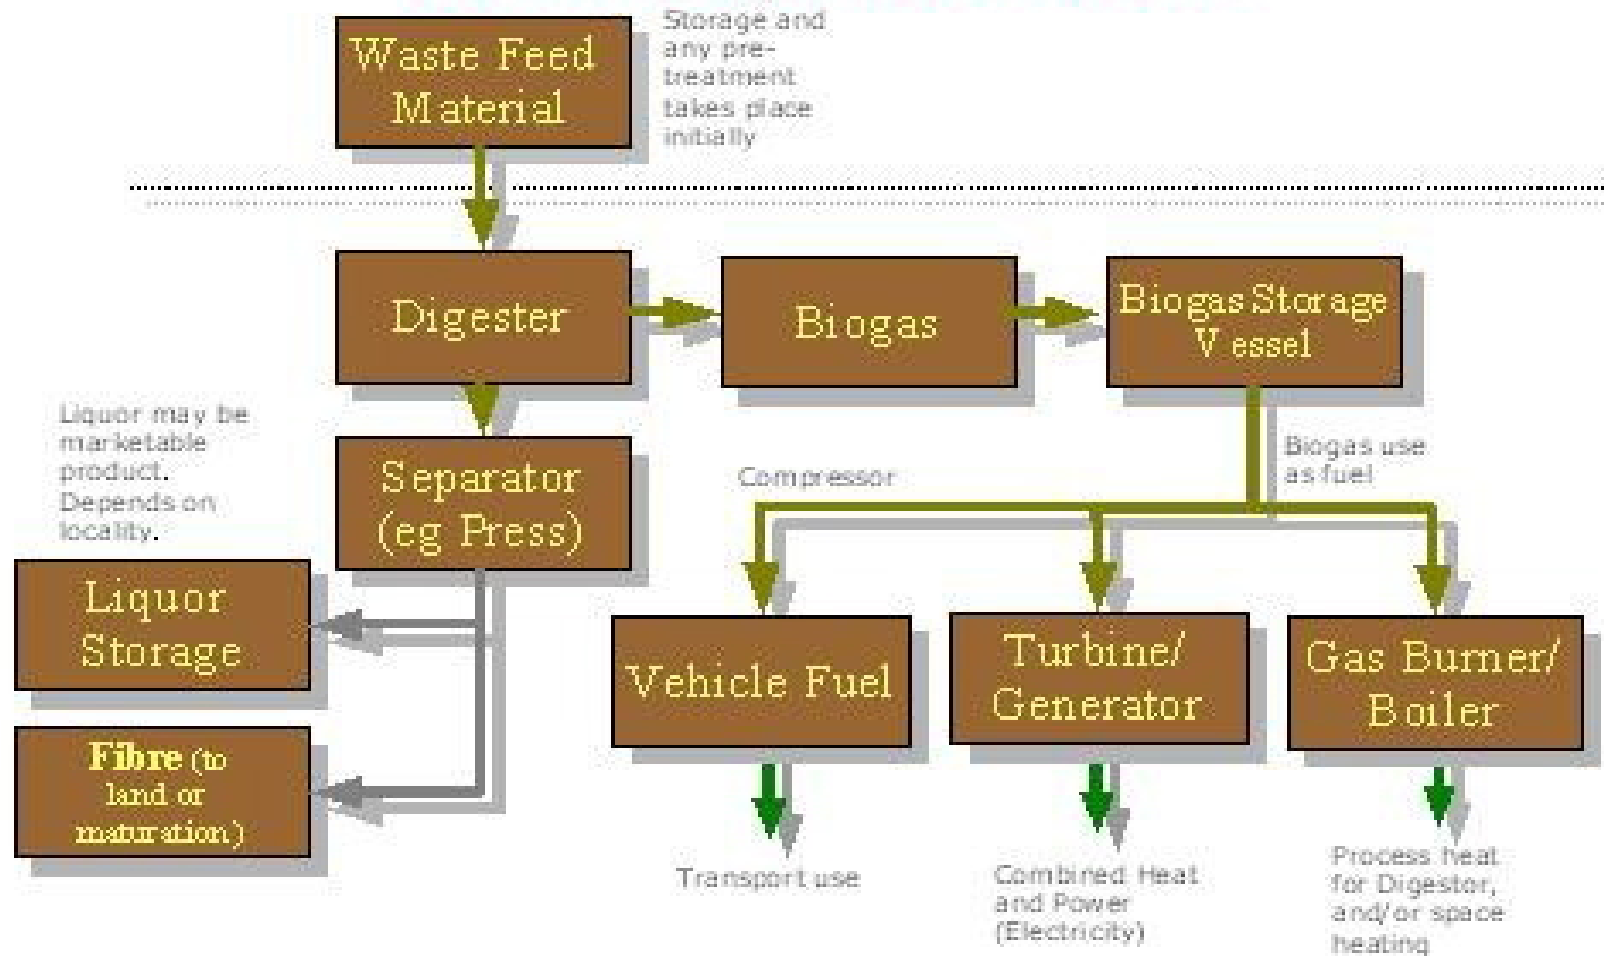 Waste Feed
Material
Storage and
any pre-
treatment
takes place
initially
Digester
Biogas
Biogas Storage
Vessel
Liquor may be
marketable
product.
Depends on
locality.
Separator
(eg Press)
Compressor
Biogas use
as fuel
Liquor
Storage
Vehicle Fuel
Turbine/
Generator
Gas Burner/
Boiler
Fibre (to
land or
maturation)
Transport use
Combined Heat
and Power
(Electricity)
Process heat
for Digestor,
and/or space
heating